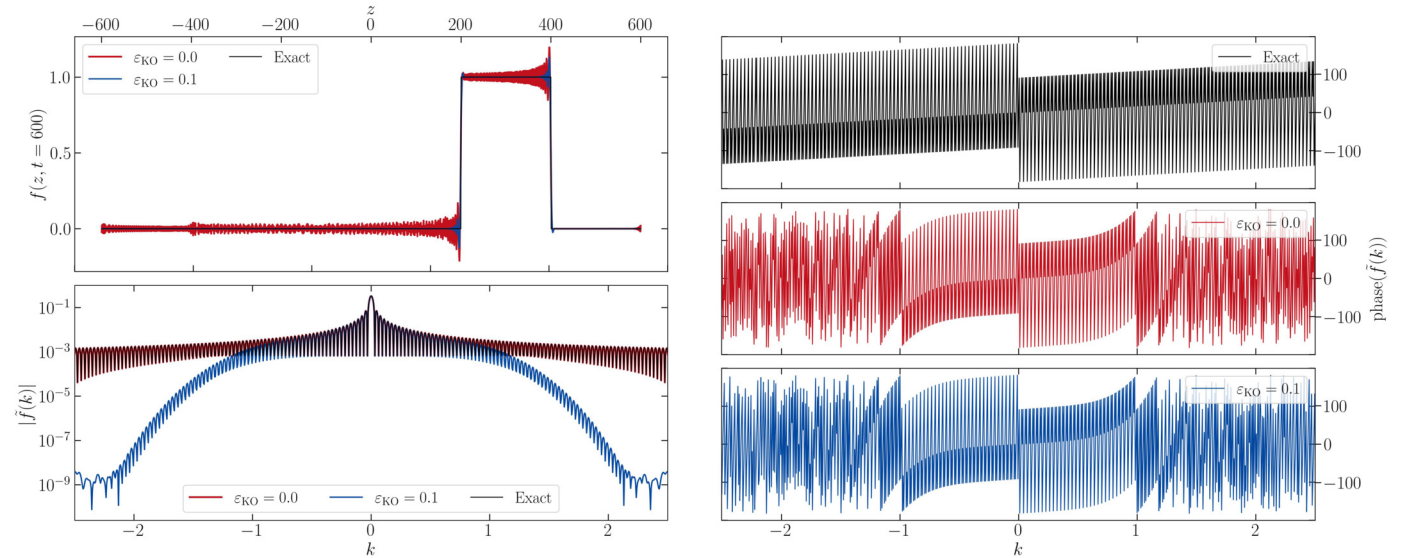 −600 −400 −200 0 200 400 600
z
ε_KO = 0.0 Exact
ε_KO = 0.1
1.0
0.5
0.0
f(z, t = 600)
10⁻¹
10⁻³
10⁻⁵
10⁻⁷
10⁻⁹
|f̃(k)|
ε_KO = 0.0 ε_KO = 0.1 Exact
−2 −1 0 1 2
k
Exact
100
0
−100
ε_KO = 0.0
100
0
−100
phase(f̃(k))
ε_KO = 0.1
100
0
−100
−2 −1 0 1 2
k